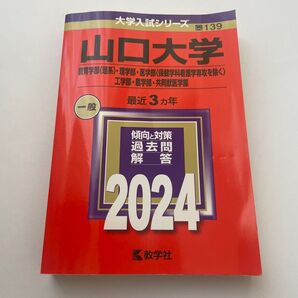 大学入試シリーズ
139
山口大学
教育学部〈理系〉・理学部・医学部〈保健学科看護学専攻を除く〉
工学部・農学部・共同獣医学部
一般
最近3カ年
傾向と対策
過去問
解答
2024
教学社